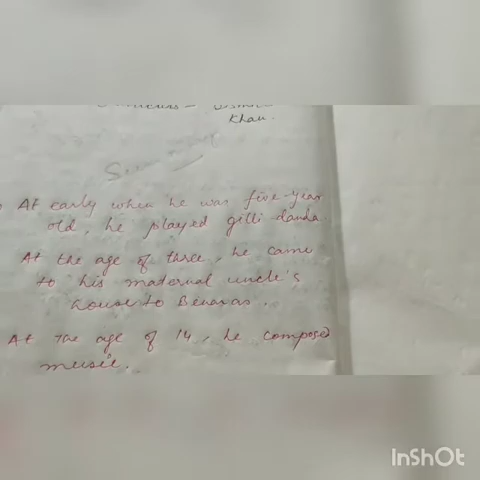 Khan.
Summary
At early when he was five-year
old, he played gilli danda.
At the age of three, he came
to his maternal uncle's
house to Benaras.
At the age of 14, he composed
music.
InShOt